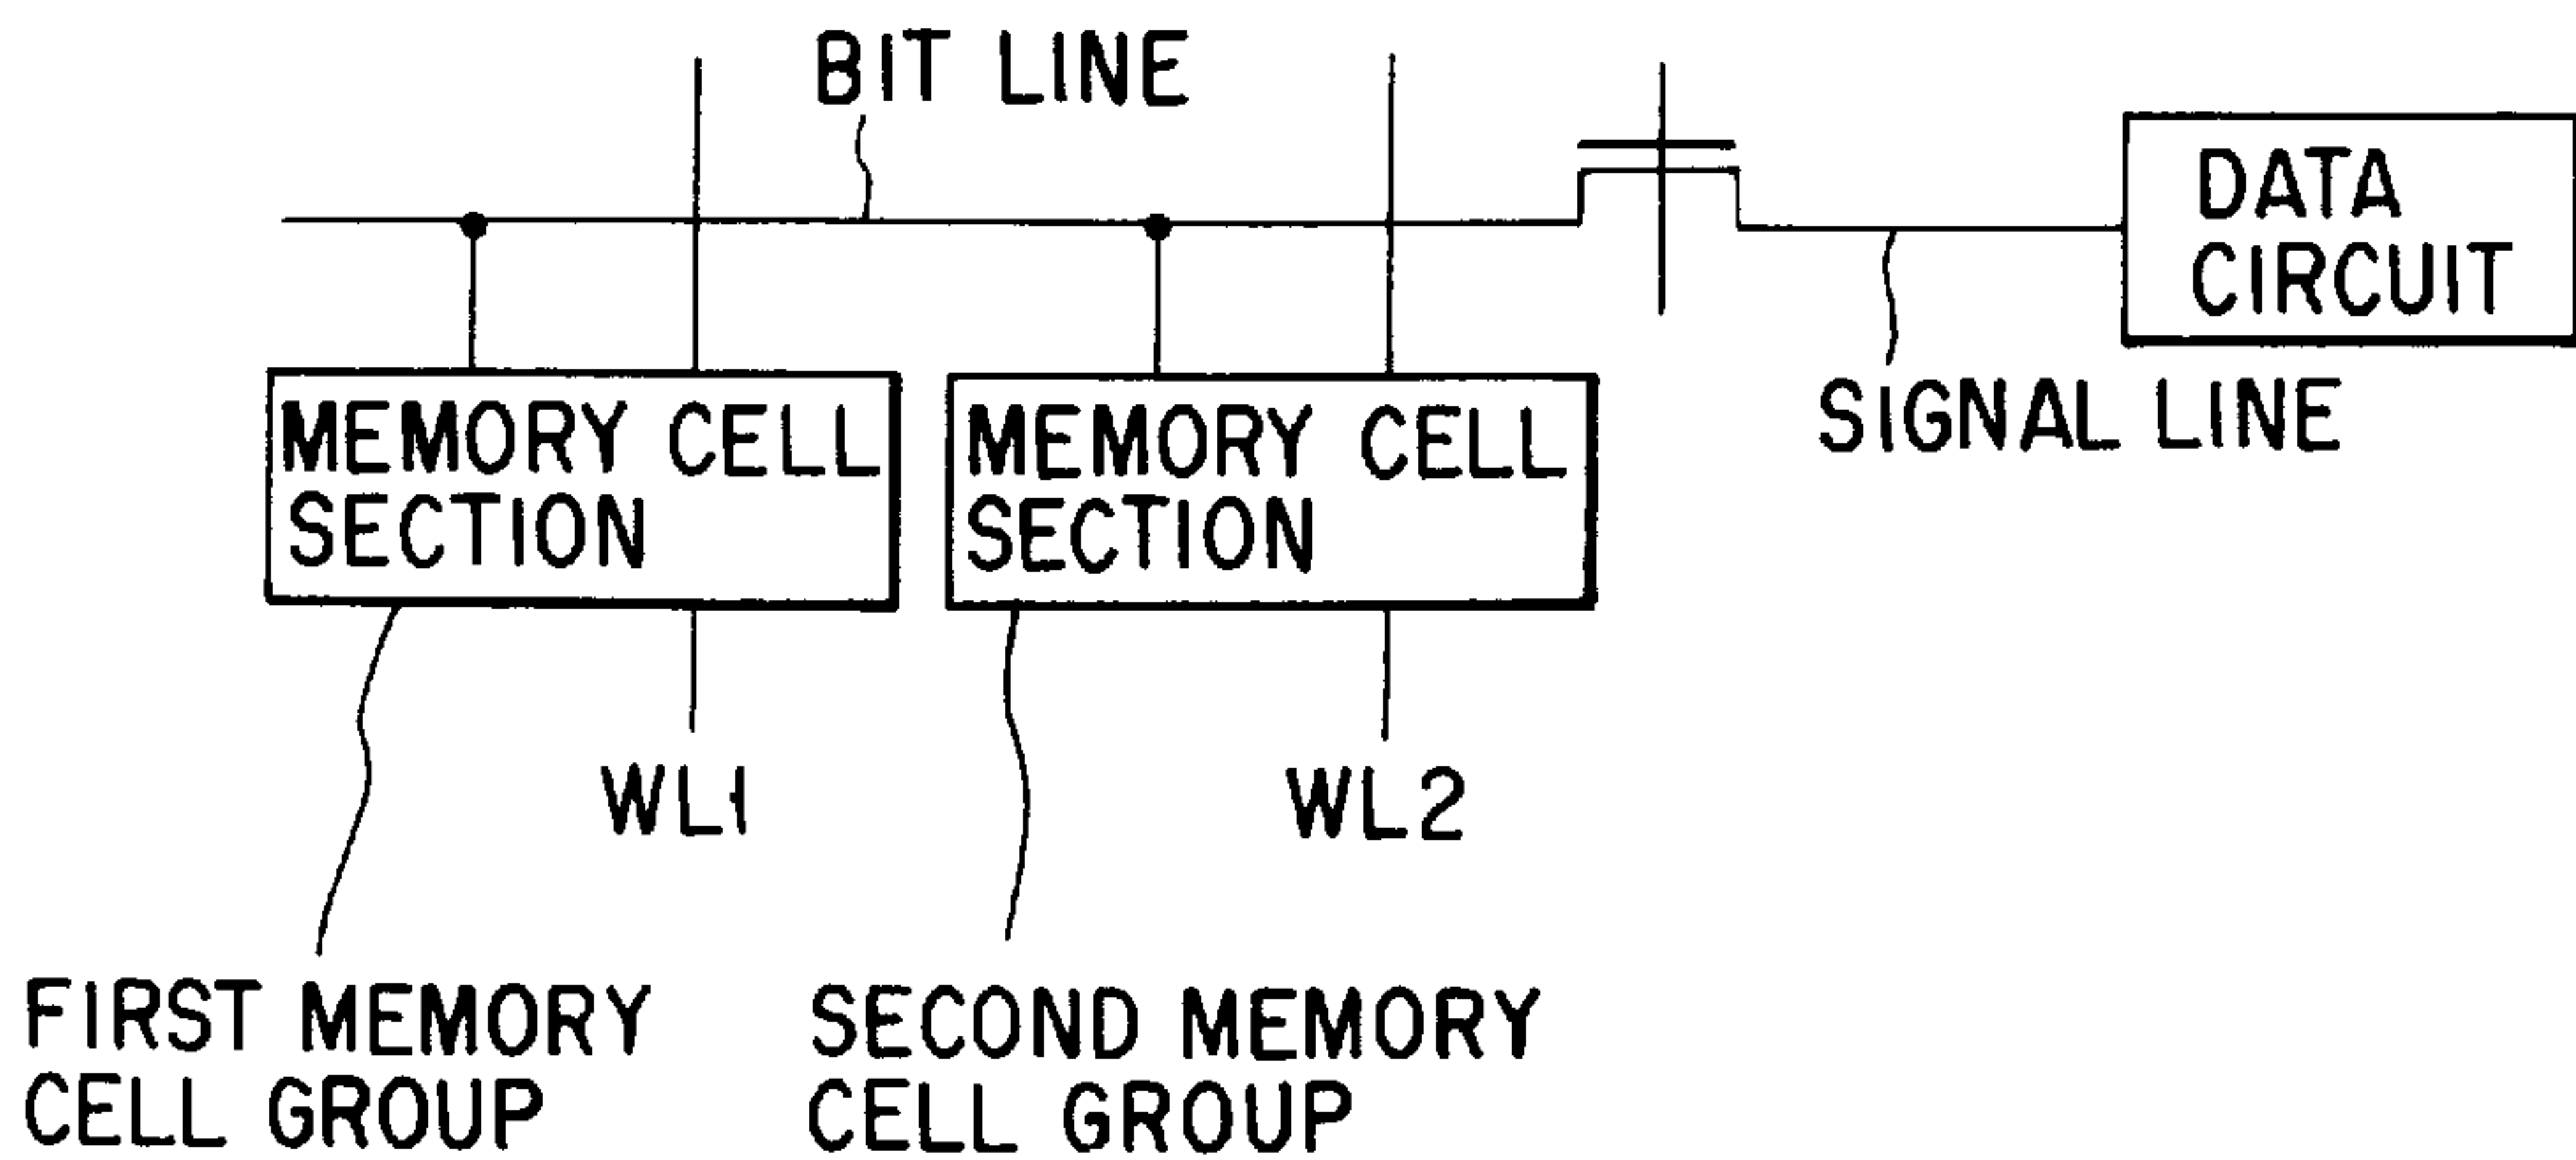 BIT LINE
DATA
CIRCUIT
MEMORY CELL
SECTION
MEMORY CELL
SECTION
SIGNAL LINE
WL1
WL2
FIRST MEMORY
CELL GROUP
SECOND MEMORY
CELL GROUP